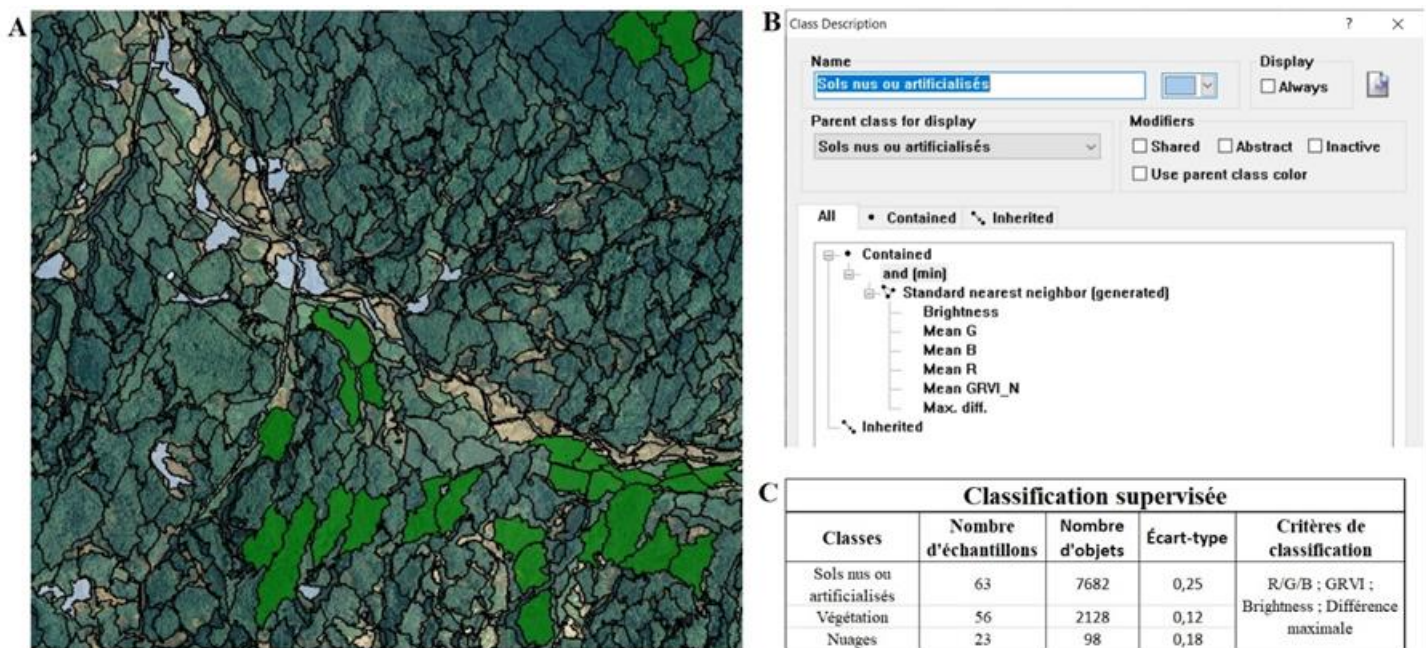 A
B
Class Description
? ×
Name
Sols nus ou artificialisés
Display
Always
Parent class for display
Sols nus ou artificialisés
Modifiers
Shared Abstract Inactive
Use parent class color
All Contained Inherited
Contained
and (min)
Standard nearest neighbor (generated)
Brightness
Mean G
Mean B
Mean R
Mean GRVI_N
Max. diff.
Inherited
C
Classification supervisée
Classes Nombre d'échantillons Nombre d'objets Écart-type Critères de classification
Sols nus ou artificialisés 63 7682 0,25 R/G/B ; GRVI ; Brightness ; Différence maximale
Végétation 56 2128 0,12
Nuages 23 98 0,18